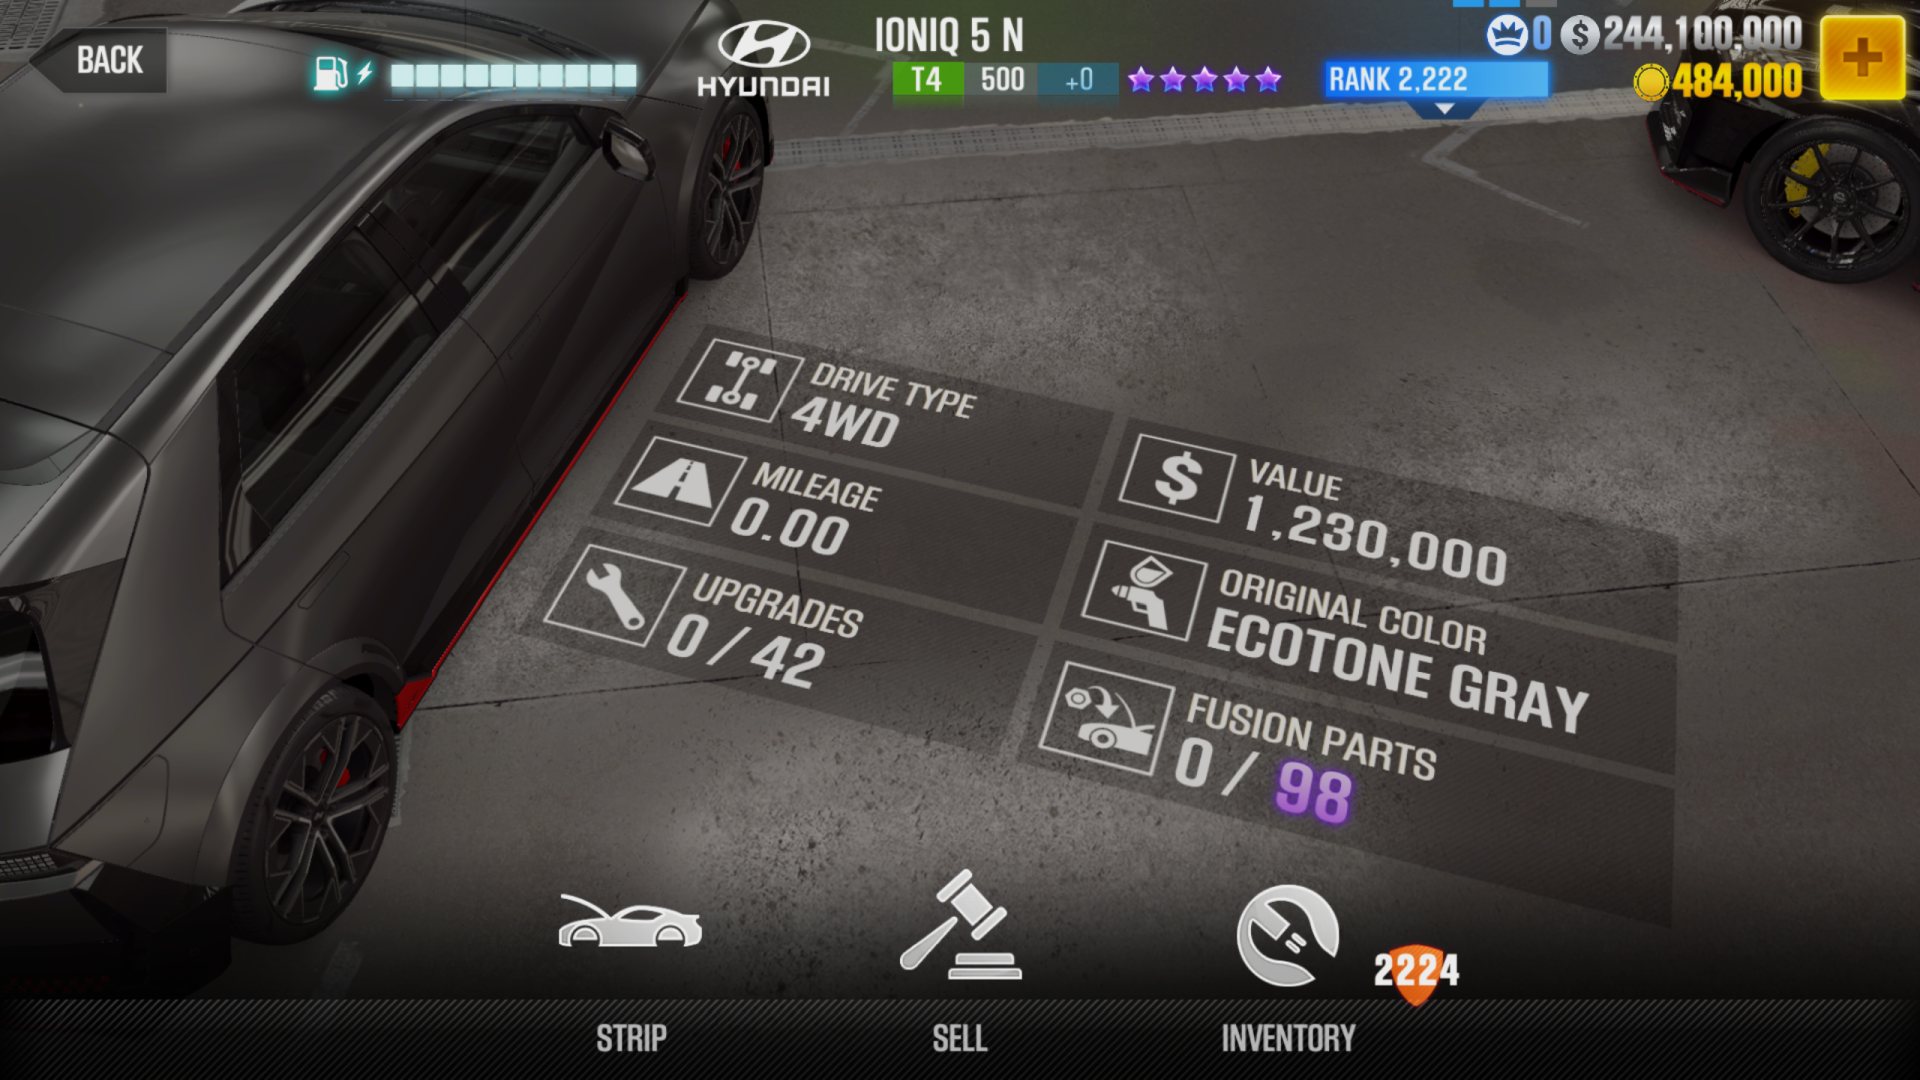 BACK
HYUNDAI
IONIQ 5 N
T4 500 +0
RANK 2,222
0 $ 244,100,000
484,000
DRIVE TYPE
4WD
MILEAGE
0.00
UPGRADES
0 / 42
$ VALUE
1,230,000
ORIGINAL COLOR
ECOTONE GRAY
FUSION PARTS
0 / 98
2224
STRIP
SELL
INVENTORY